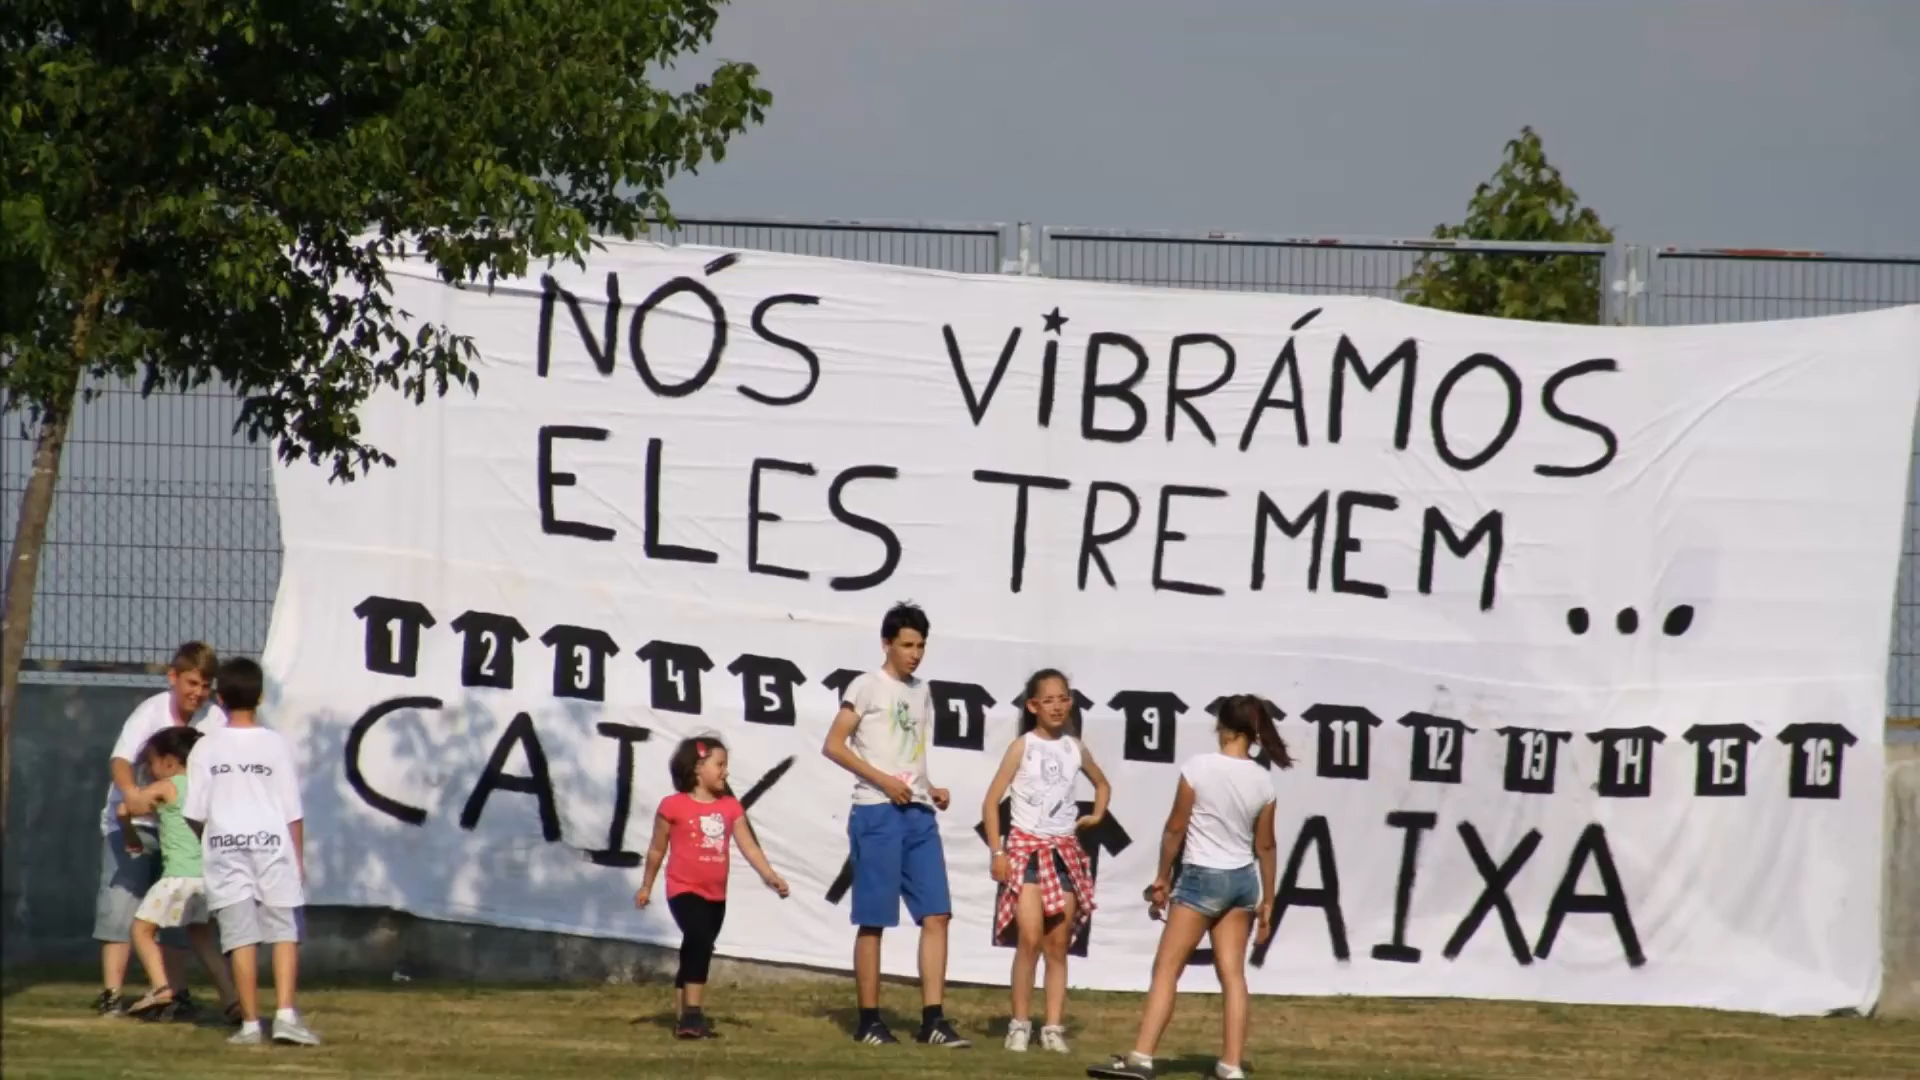 NÓS ViBRÁMOS
ELES TREMEM...
1 2 3 4 5 7 9 11 12 13 14 15 16
CAIX AIXA
VISO
macron